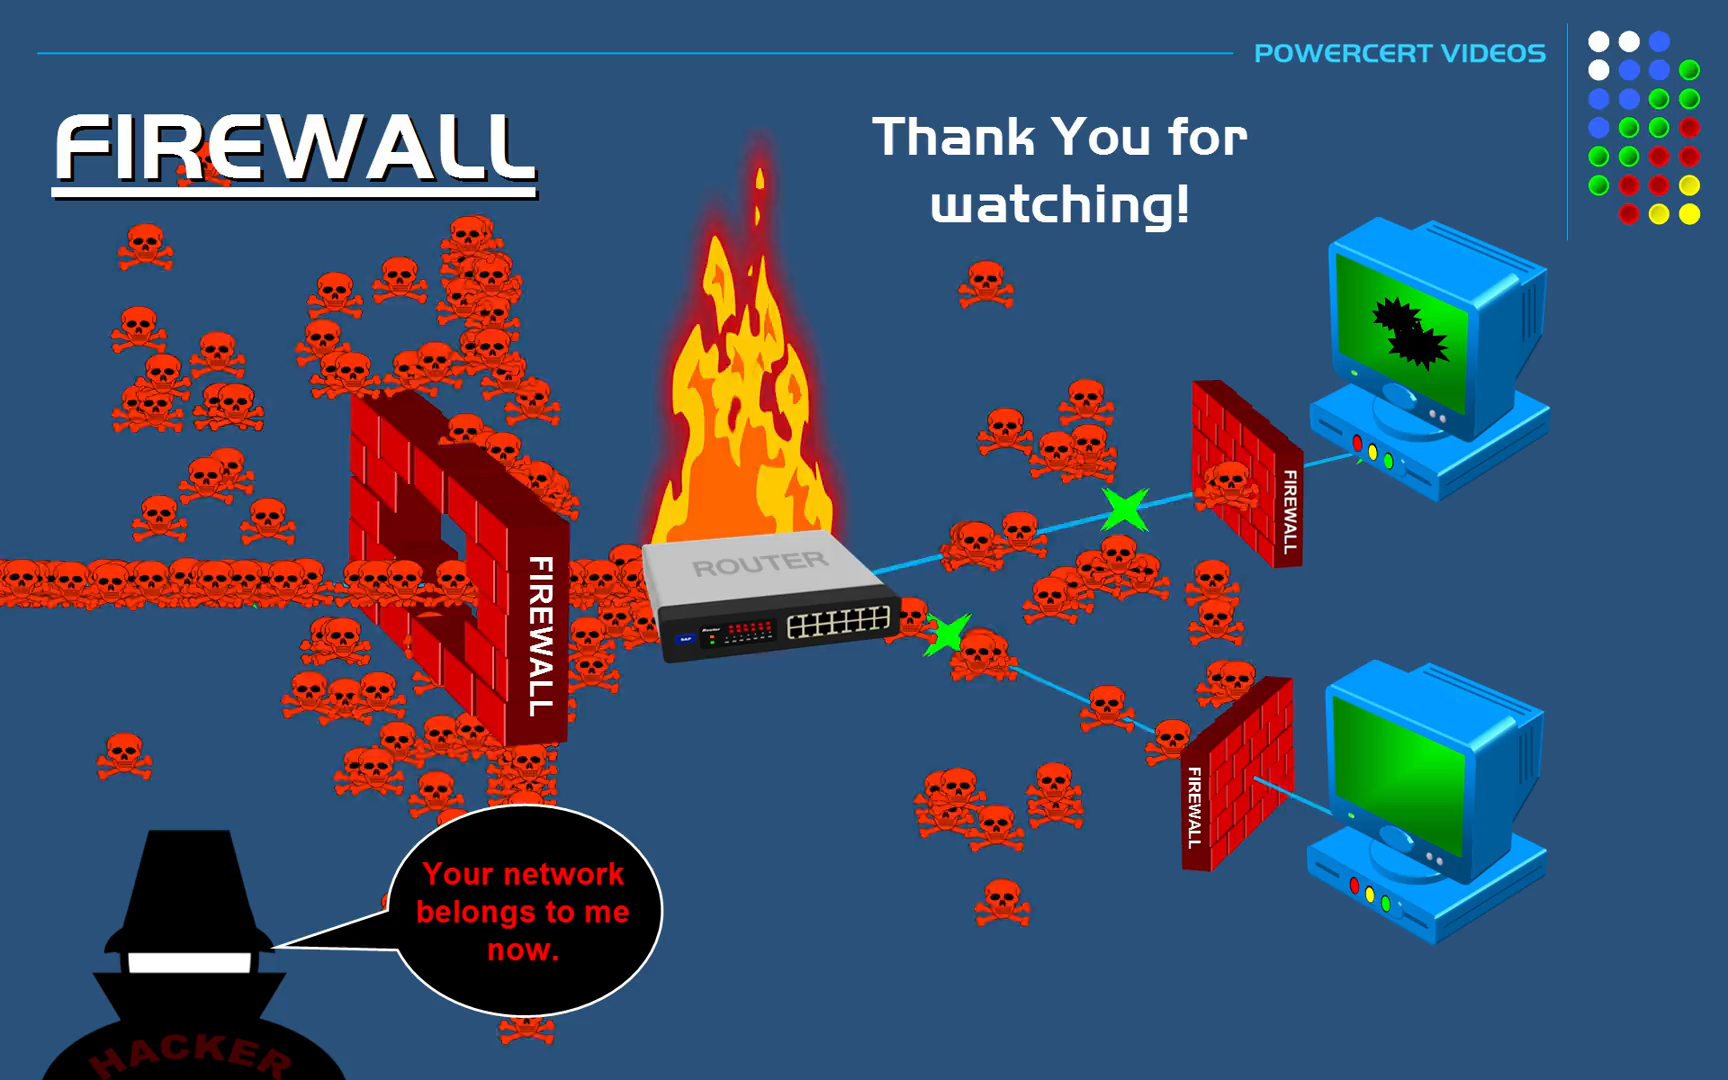 POWERCERT VIDEOS
FIREWALL
Thank You for
watching!
ROUTER
FIREWALL
FIREWALL
FIREWALL
Your network
belongs to me
now.
HACKER